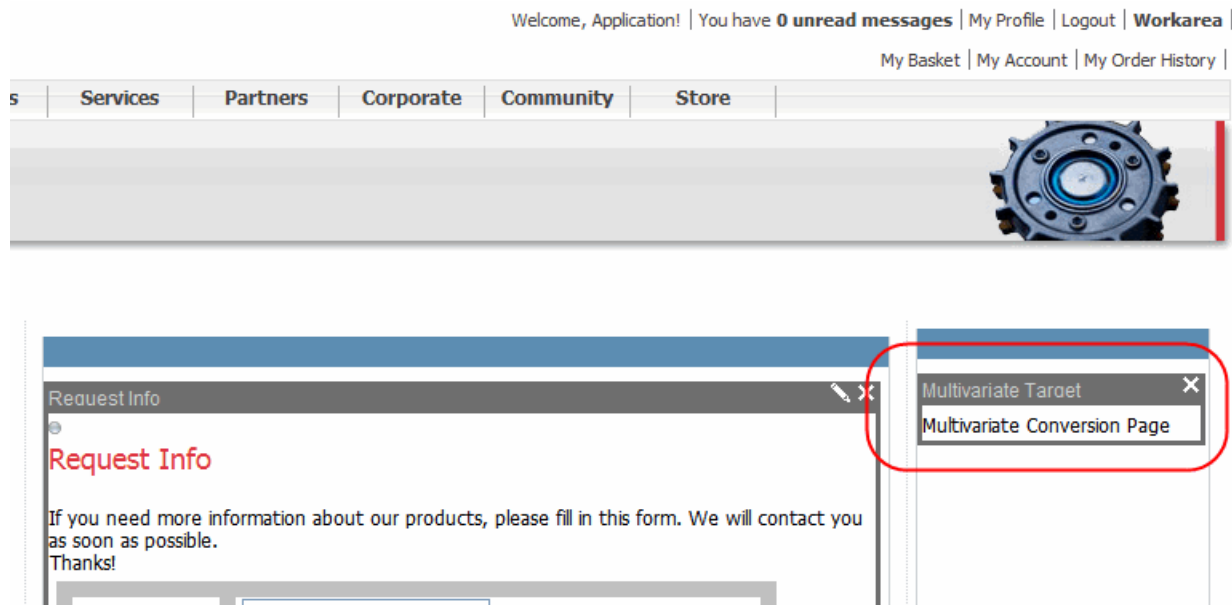 Welcome, Application! | You have 0 unread messages | My Profile | Logout | Workarea |
My Basket | My Account | My Order History |
s | Services | Partners | Corporate | Community | Store |
Request Info
Multivariate Target
Multivariate Conversion Page
Request Info
If you need more information about our products, please fill in this form. We will contact you
as soon as possible.
Thanks!